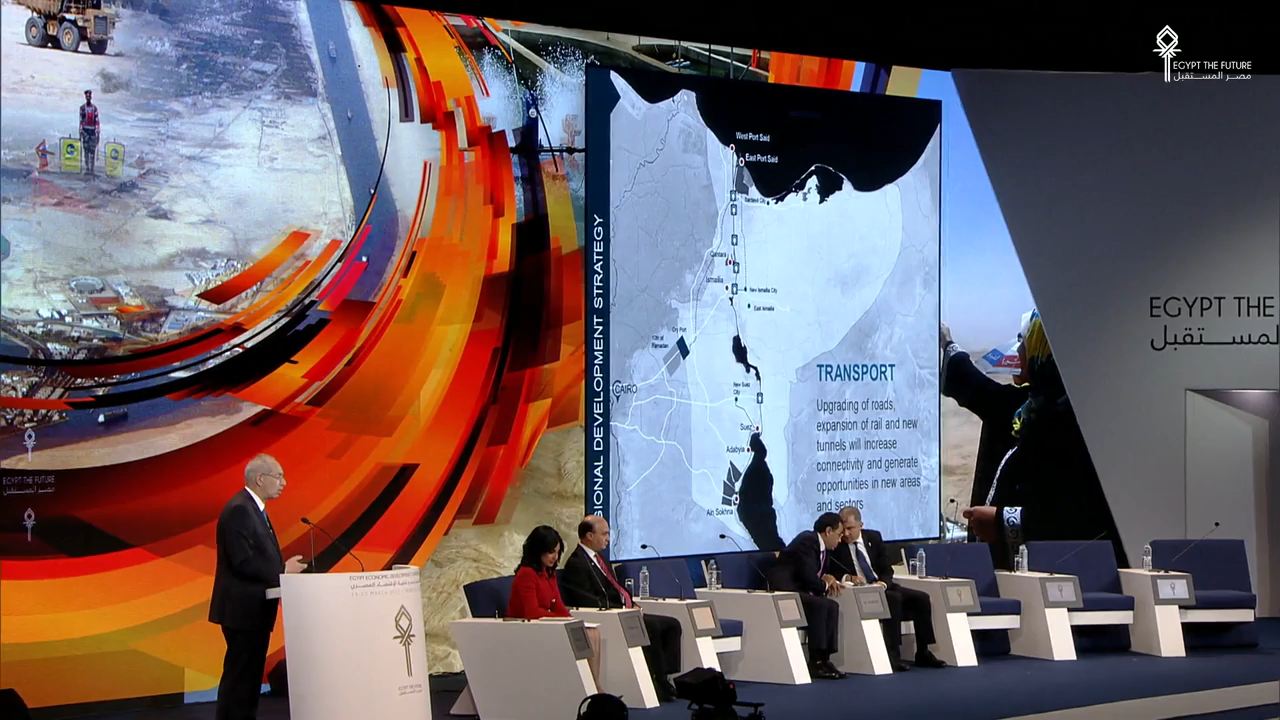 EGYPT THE FUTURE
مصر المستقبل
West Port Said
East Port Said
Qantara
Ismailia
New Ismailia City
East Ismailia
Dry Port
10th of
Ramadan
CAIRO
New Suez
City
Suez
Adabiya
Ain Sokhna
REGIONAL DEVELOPMENT STRATEGY
TRANSPORT
Upgrading of roads,
expansion of rail and new
tunnels will increase
connectivity and generate
opportunities in new areas
and sectors
EGYPT THE
المستقبل
EGYPT THE FUTURE
مصر المستقبل
EGYPT ECONOMIC DEVELOPMENT
EGYPT THE FUTURE